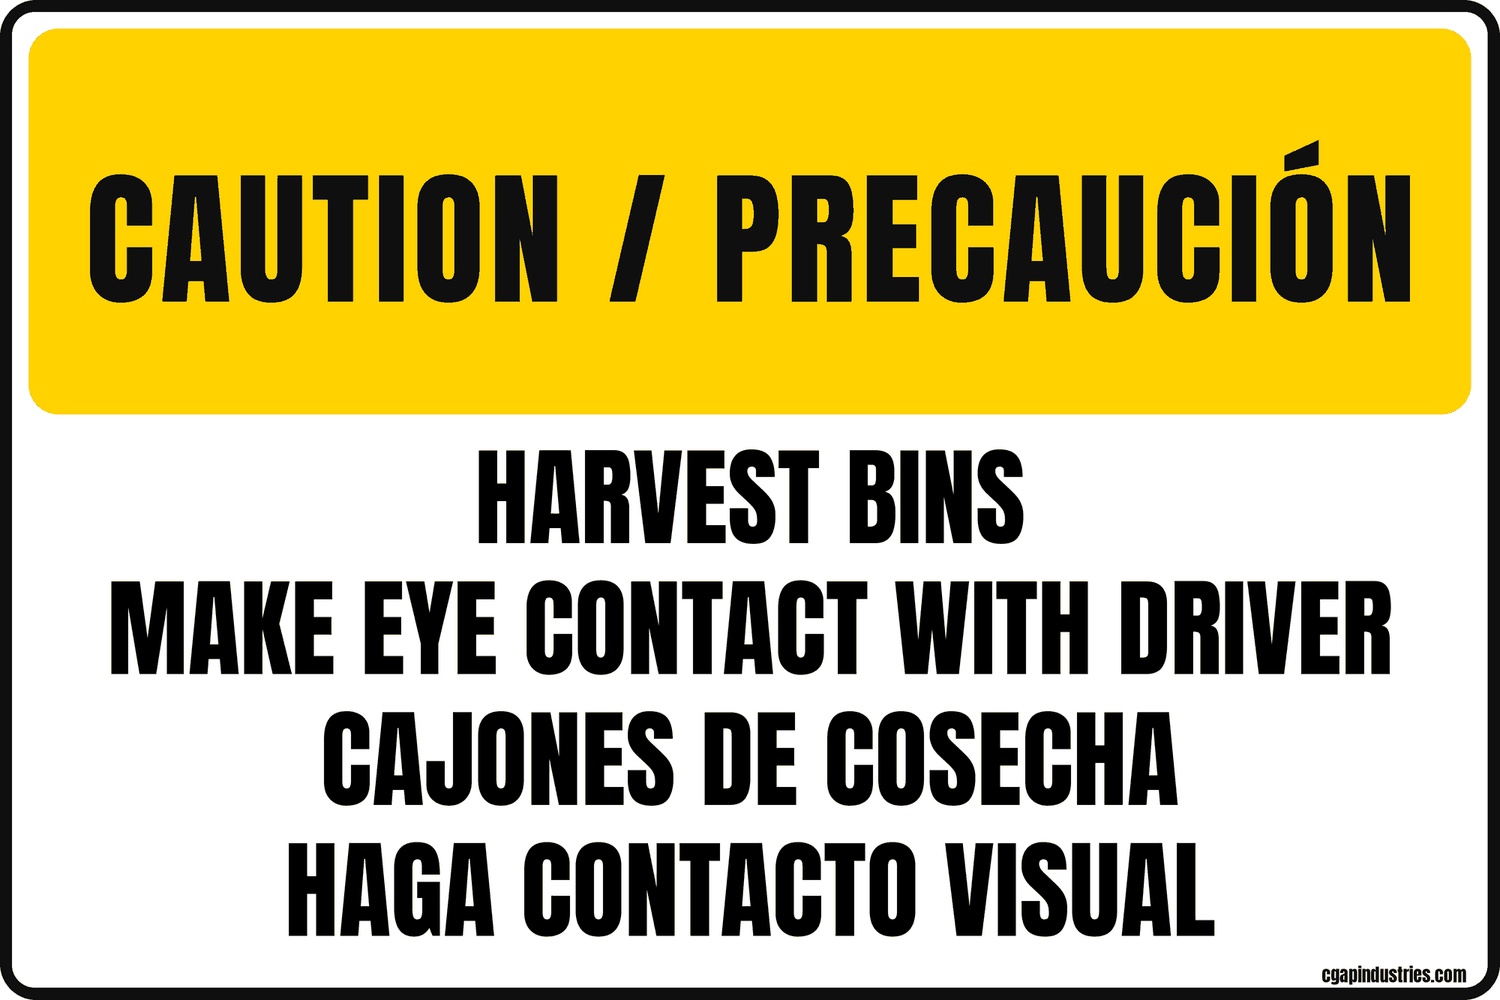 CAUTION / PRECAUCIÓN
HARVEST BINS
MAKE EYE CONTACT WITH DRIVER
CAJONES DE COSECHA
HAGA CONTACTO VISUAL
cgapindustries.com